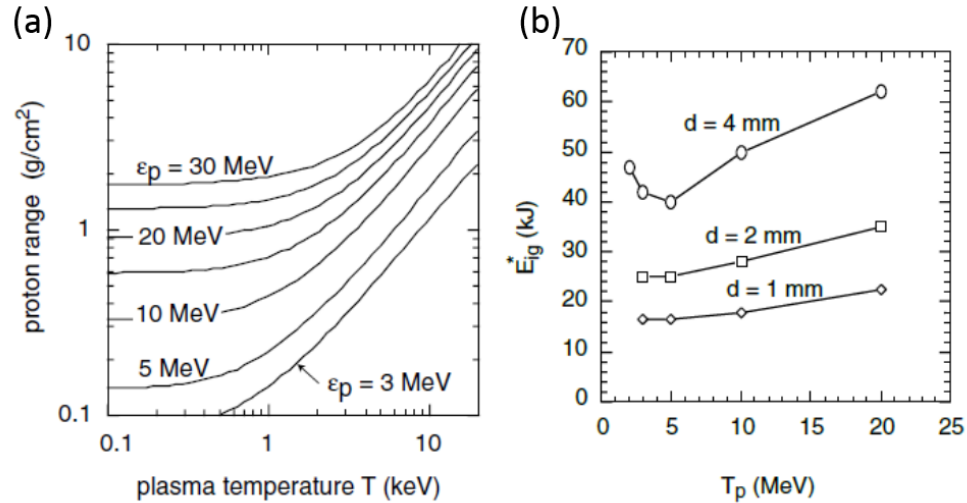 (a)
10
1
0.1
proton range (g/cm²)
εp = 30 MeV
20 MeV
10 MeV
5 MeV
εp = 3 MeV
0.1
1
10
plasma temperature T (keV)
(b)
70
60
50
40
30
20
10
0
E*ig (kJ)
d = 4 mm
d = 2 mm
d = 1 mm
0
5
10
15
20
25
Tp (MeV)